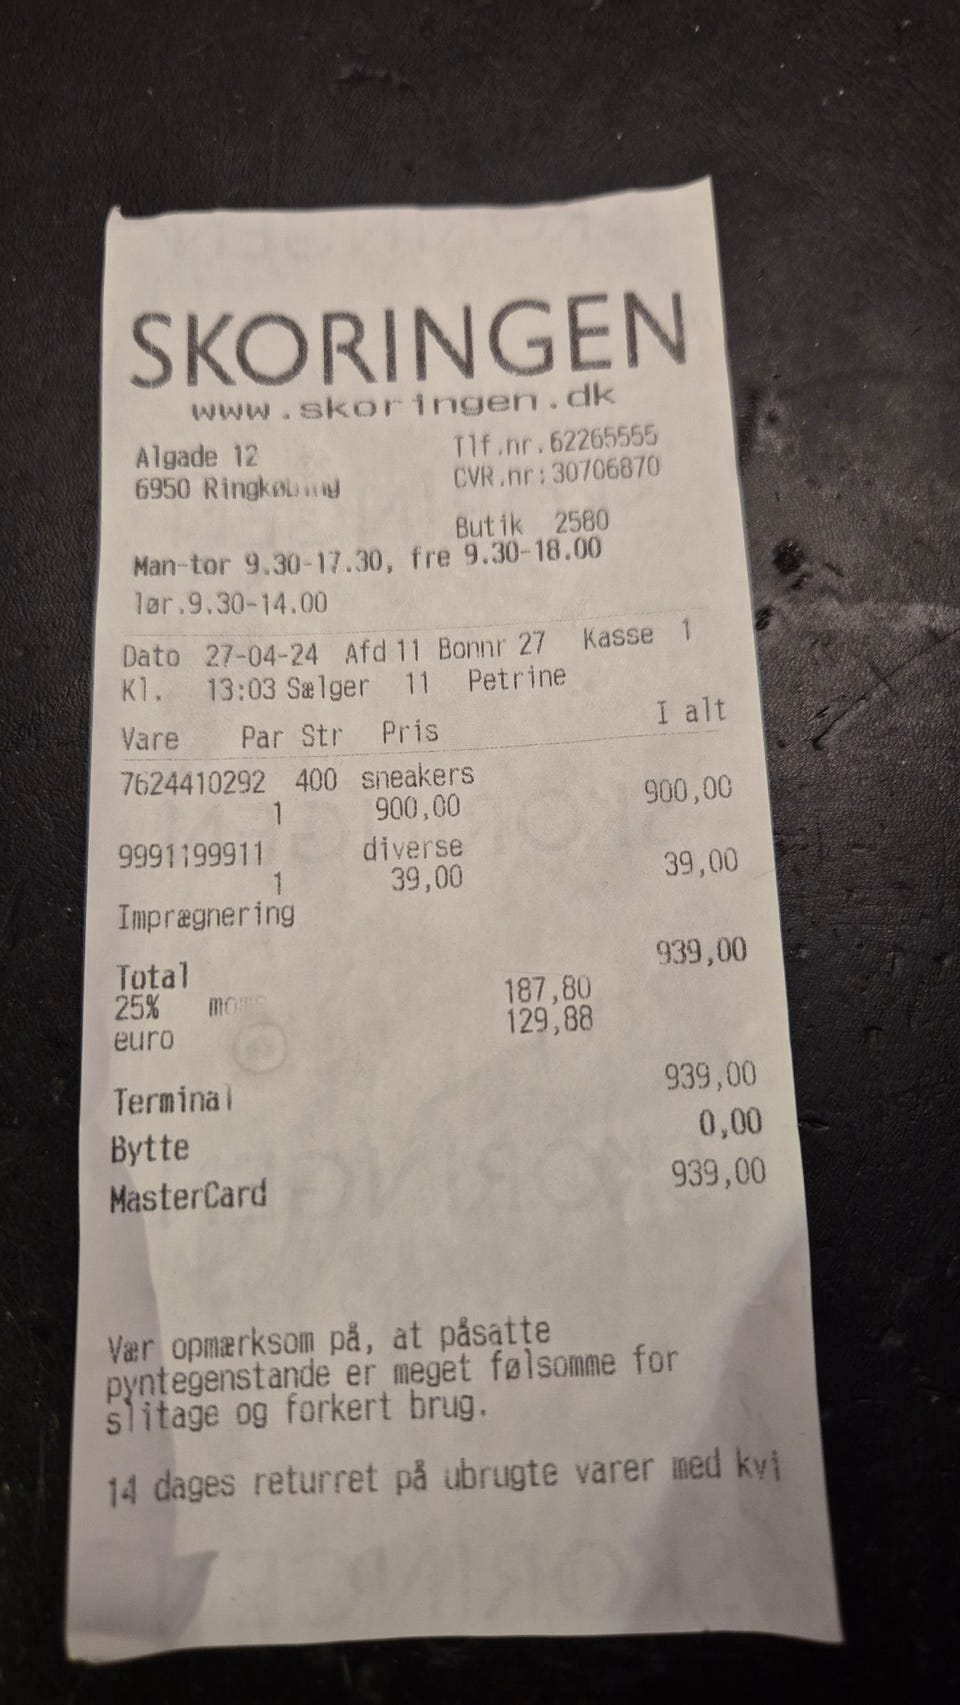 SKORINGEN
www.skoringen.dk
Algade 12 Tlf.nr.62265555
6950 Ringkøbing CVR.nr:30706870
Butik 2580
Man-tor 9.30-17.30, fre 9.30-18.00
lør.9.30-14.00
Dato 27-04-24 Afd 11 Bonnr 27 Kasse 1
Kl. 13:03 Sælger 11 Petrine
Vare Par Str Pris I alt
7624410292 400 sneakers
1 900,00 900,00
9991199911 diverse
1 39,00 39,00
Imprægnering
Total 939,00
25% moms 187,80
euro 129,88
Terminal 939,00
Bytte 0,00
MasterCard 939,00
Vær opmærksom på, at påsatte
pyntegenstande er meget følsomme for
slitage og forkert brug.
14 dages returret på ubrugte varer med kvi